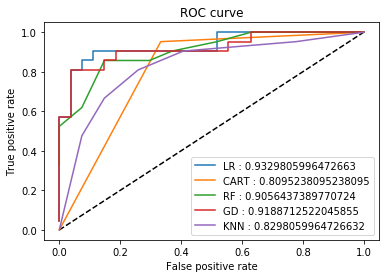 ROC curve
True positive rate
1.0
0.8
0.6
0.4
0.2
0.0
LR : 0.9329805996472663
CART : 0.8095238095238095
RF : 0.9056437389770724
GD : 0.9188712522045855
KNN : 0.8298059964726632
0.0 0.2 0.4 0.6 0.8 1.0
False positive rate